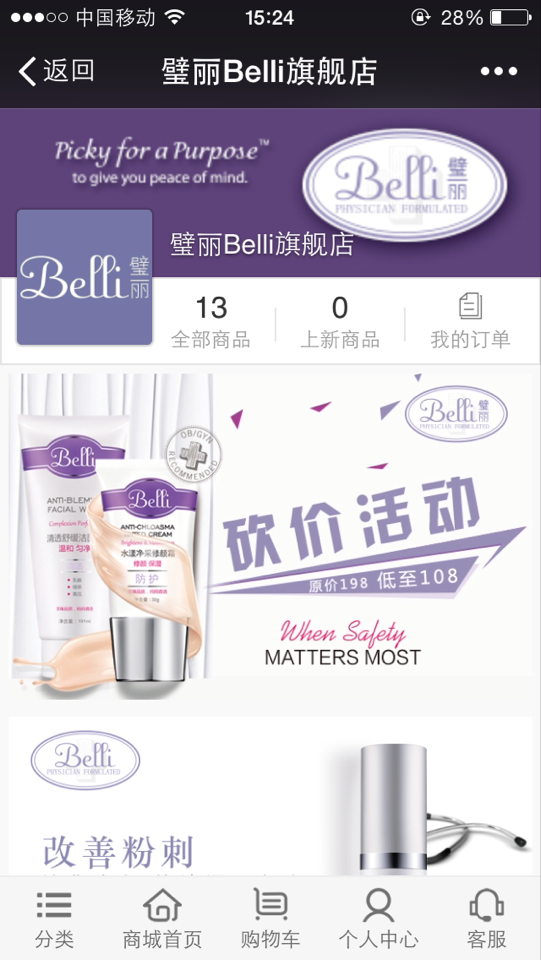 中国移动 15:24 28%
返回 璧丽Belli旗舰店
Picky for a Purpose™
to give you peace of mind.
Belli 璧丽
PHYSICIAN FORMULATED
璧丽Belli旗舰店
Belli 璧丽
13 0
全部商品 上新商品 我的订单
Belli 璧丽
PHYSICIAN FORMULATED
OB/GYN
RECOMMENDED
Belli
ANTI-BLEMI
FACIAL W
清透舒缓洁面
温和 匀净
Belli
ANTI-CHLOASMA
水漾净采修颜霜
修颜 保湿
防护
砍价活动
原价198 低至108
When Safety
MATTERS MOST
Belli
PHYSICIAN FORMULATED
改善粉刺
分类 商城首页 购物车 个人中心 客服